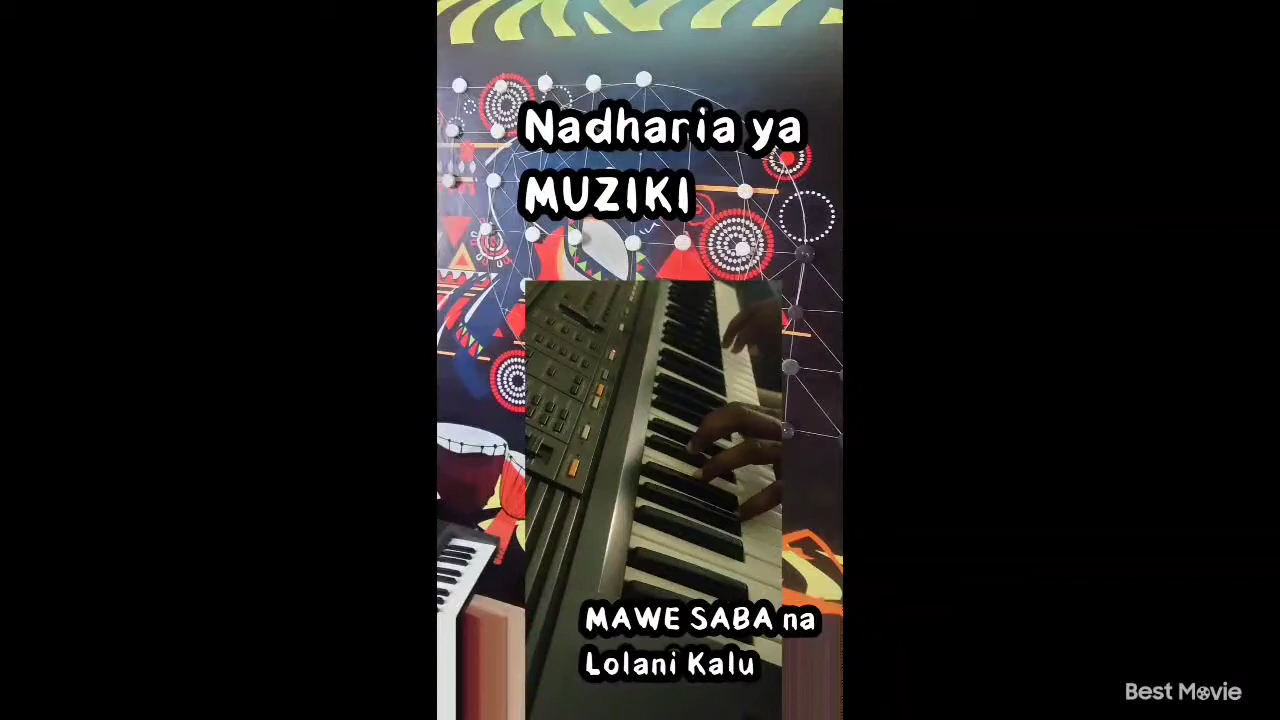 Nadharia ya
MUZIKI
MAWE SABA na
Lolani Kalu
Best Movie